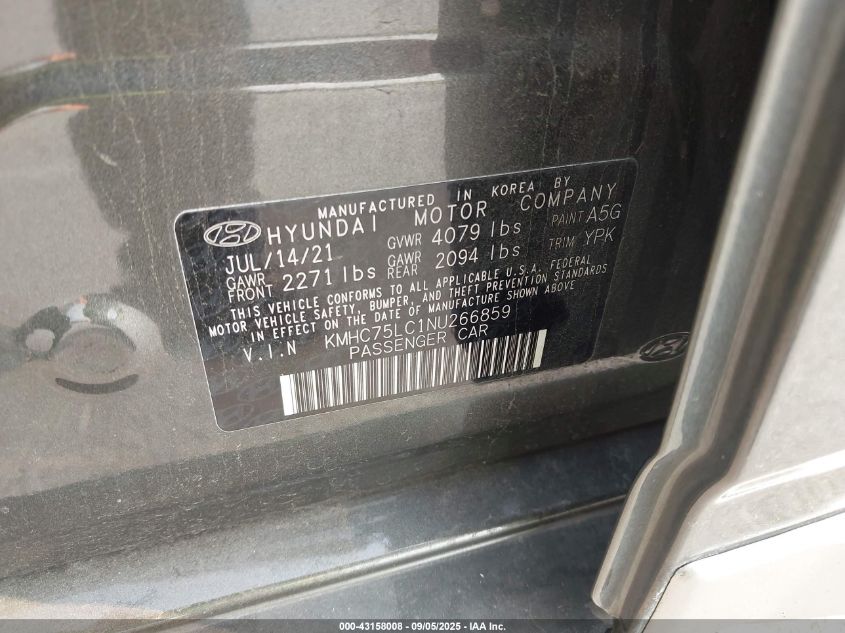 MANUFACTURED IN KOREA BY
HYUNDAI MOTOR COMPANY
JUL/14/21 GVWR 4079 lbs PAINT A5G
GAWR FRONT 2271 lbs GAWR REAR 2094 lbs TRIM YPK
THIS VEHICLE CONFORMS TO ALL APPLICABLE U.S.A. FEDERAL
MOTOR VEHICLE SAFETY, BUMPER, AND THEFT PREVENTION STANDARDS
IN EFFECT ON THE DATE OF MANUFACTURE SHOWN ABOVE
V.I.N KMHC75LC1NU266859
PASSENGER CAR
000-43158008 - 09/05/2025 - IAA Inc.